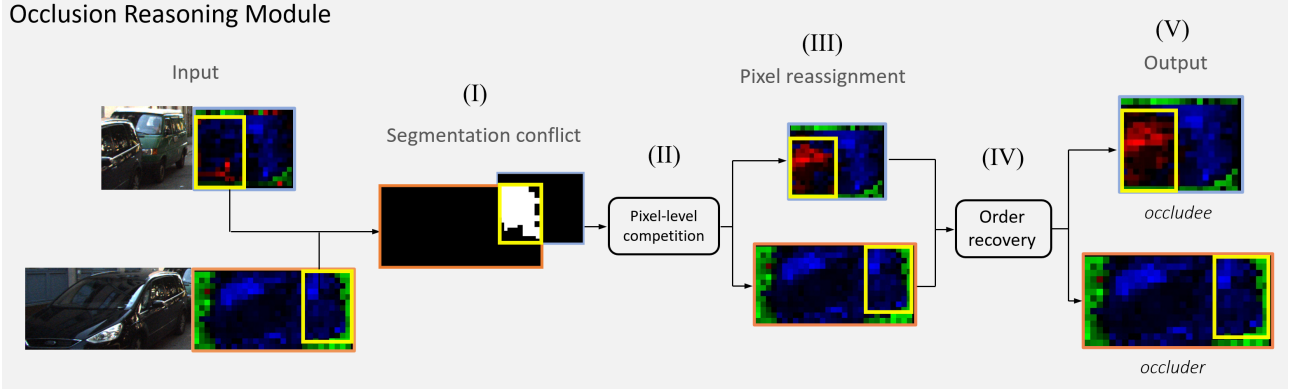 Occlusion Reasoning Module
Input
(I)
Segmentation conflict
(II)
Pixel-level
competition
(III)
Pixel reassignment
(IV)
Order
recovery
(V)
Output
occludee
occluder